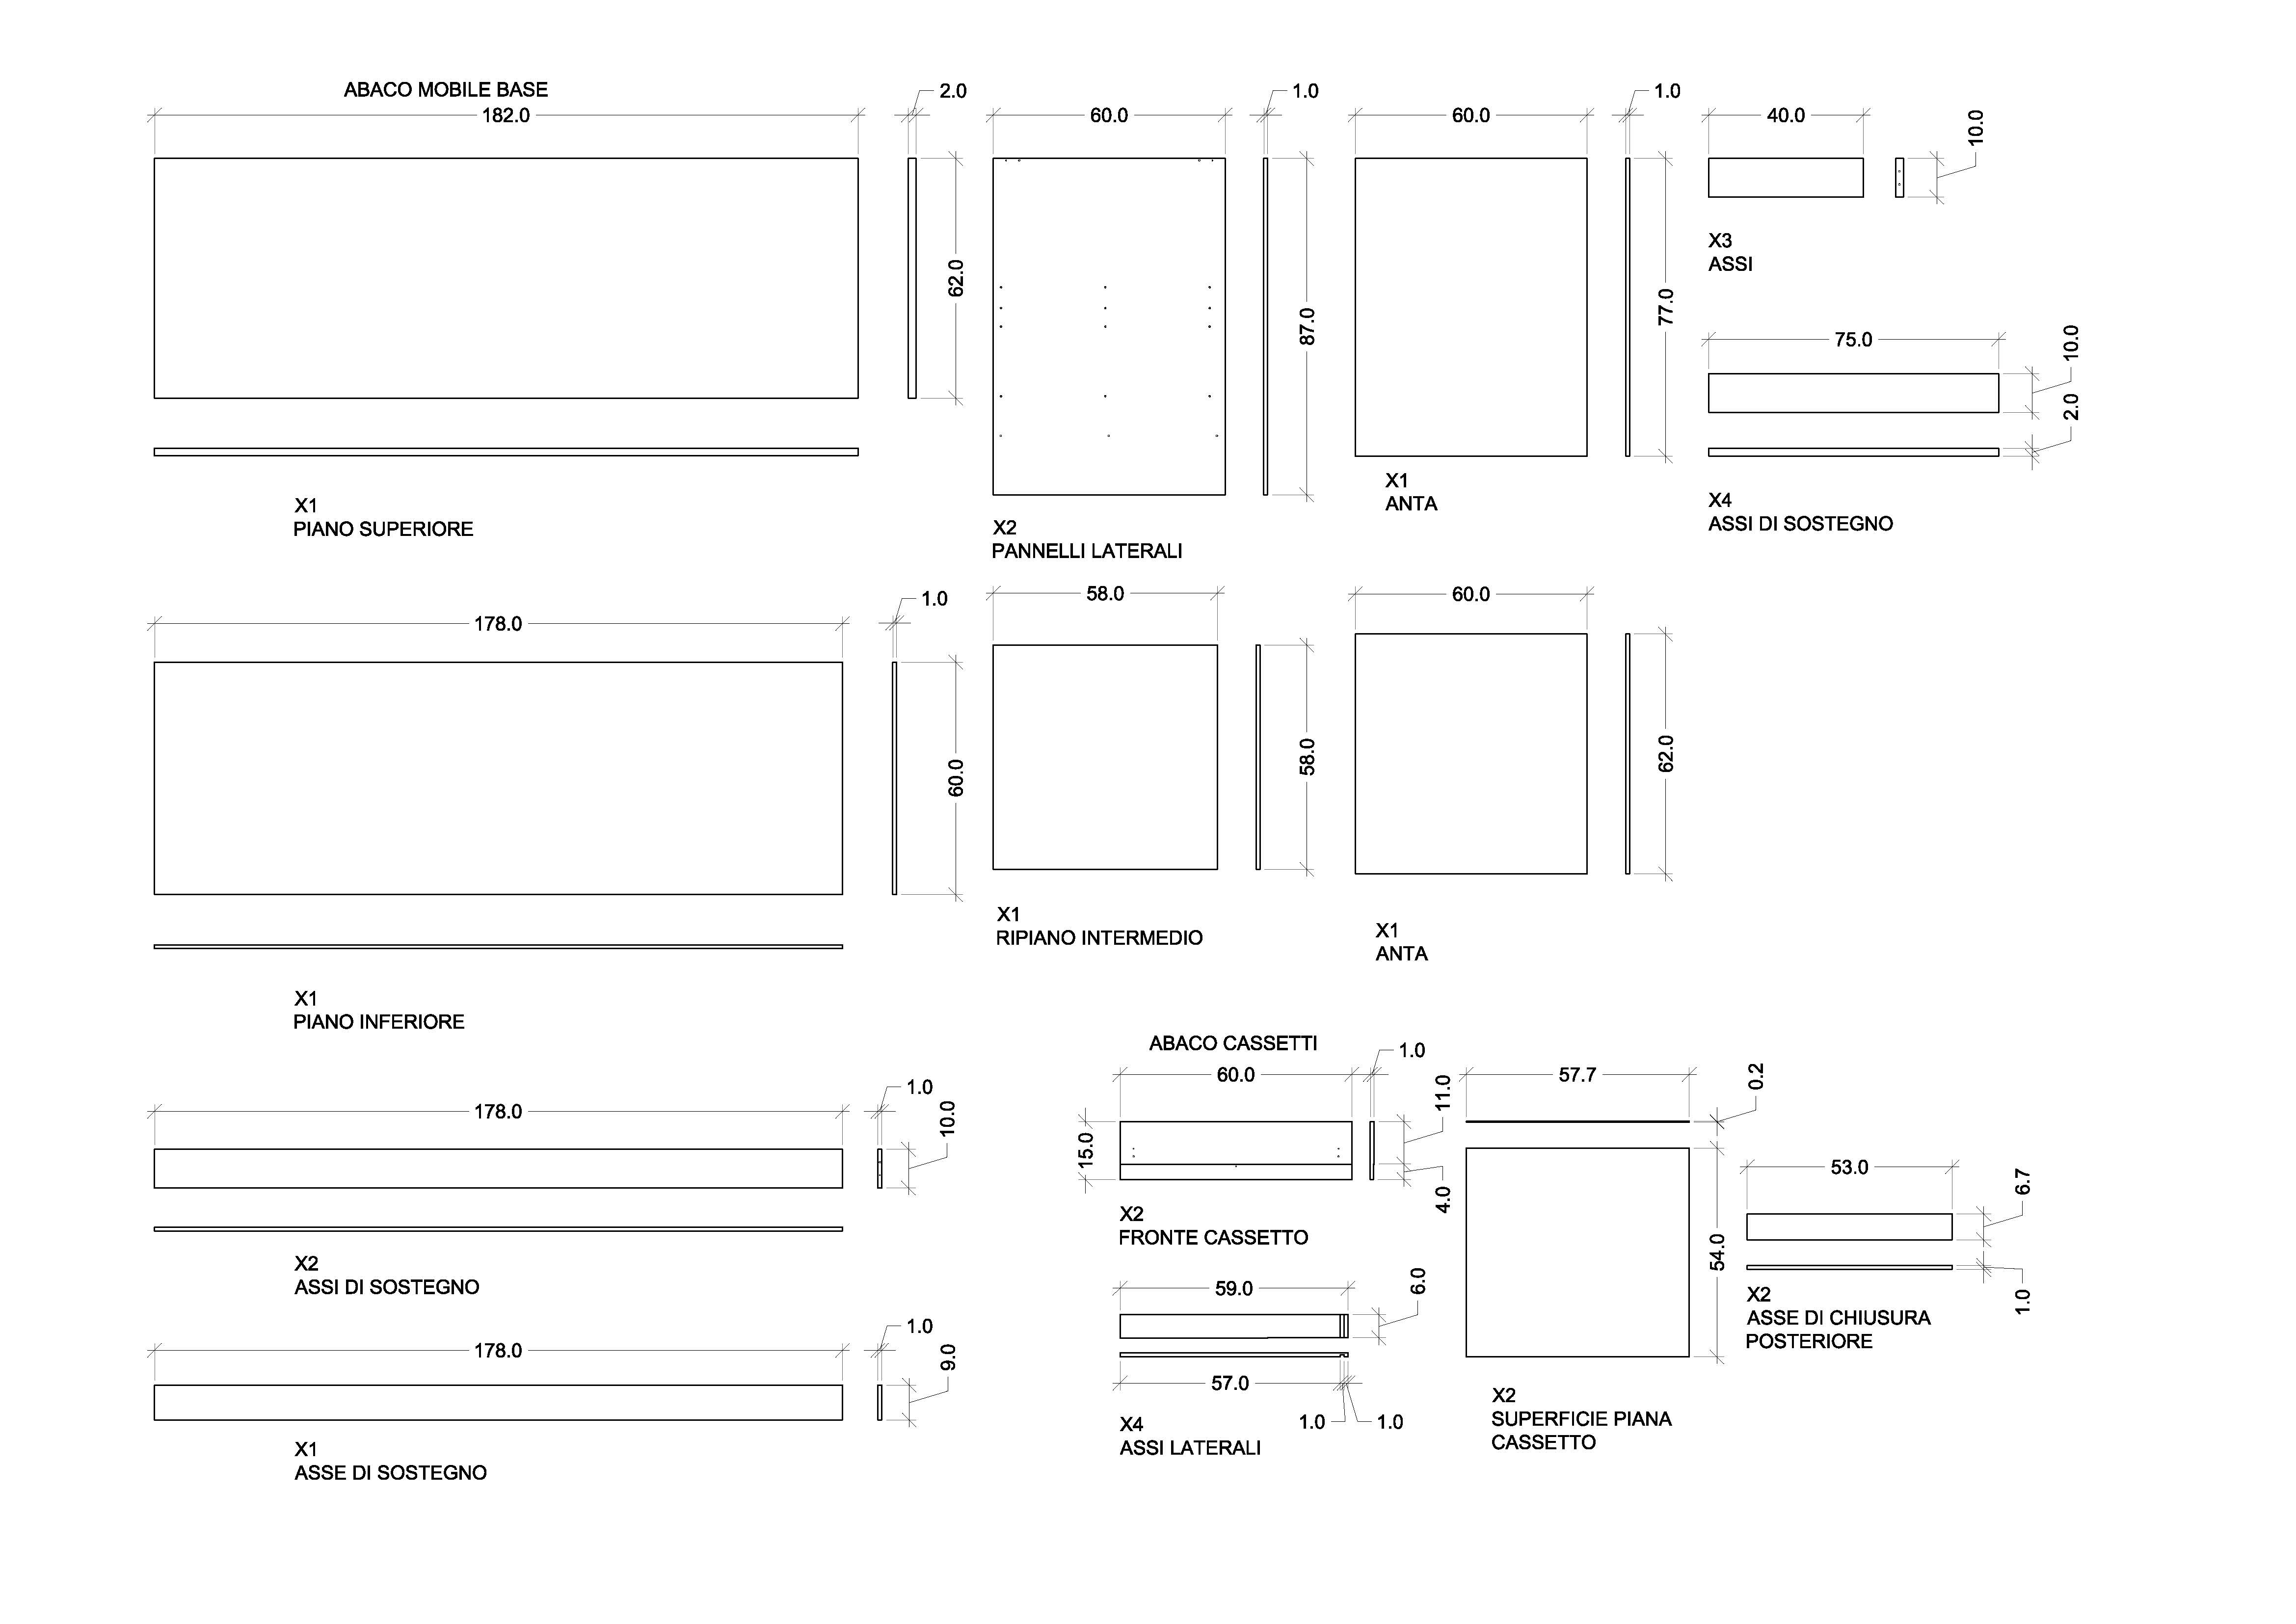 ABACO MOBILE BASE
182.0
2.0
62.0
X1
PIANO SUPERIORE
60.0
1.0
87.0
X2
PANNELLI LATERALI
60.0
1.0
77.0
X1
ANTA
40.0
10.0
X3
ASSI
75.0
10.0
2.0
X4
ASSI DI SOSTEGNO
178.0
1.0
60.0
X1
PIANO INFERIORE
58.0
58.0
X1
RIPIANO INTERMEDIO
60.0
62.0
X1
ANTA
178.0
1.0
10.0
X2
ASSI DI SOSTEGNO
178.0
1.0
9.0
X1
ASSE DI SOSTEGNO
ABACO CASSETTI
60.0
1.0
15.0
11.0
4.0
X2
FRONTE CASSETTO
59.0
6.0
57.0
1.0
1.0
X4
ASSI LATERALI
57.7
0.2
54.0
X2
SUPERFICIE PIANA
CASSETTO
53.0
6.7
1.0
X2
ASSE DI CHIUSURA
POSTERIORE